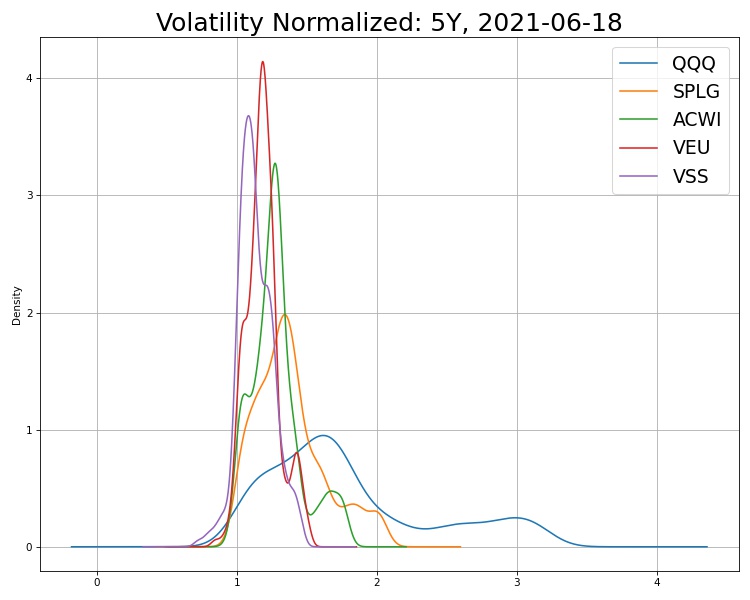 Volatility Normalized: 5Y, 2021-06-18
QQQ
SPLG
ACWI
VEU
VSS
Density
4
3
2
1
0
0 1 2 3 4